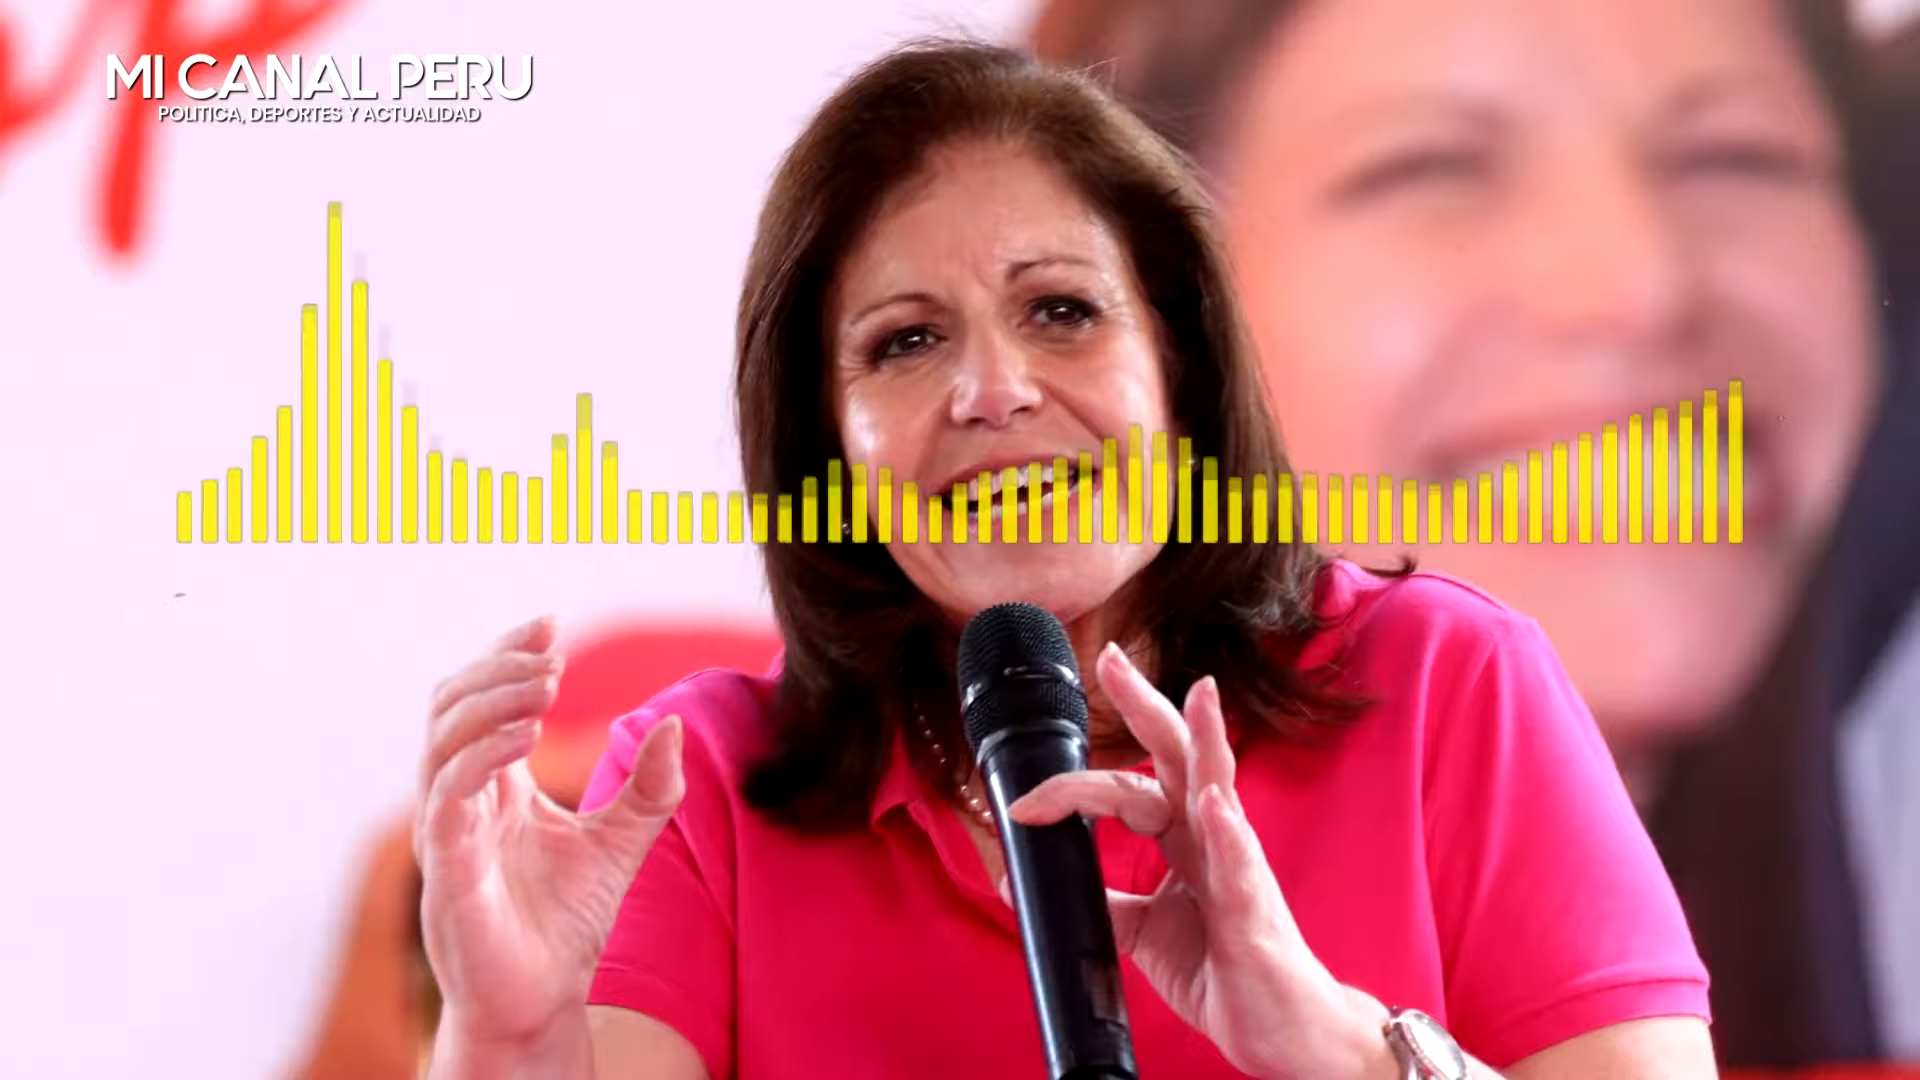 MI CANAL PERU
POLITICA, DEPORTES Y ACTUALIDAD